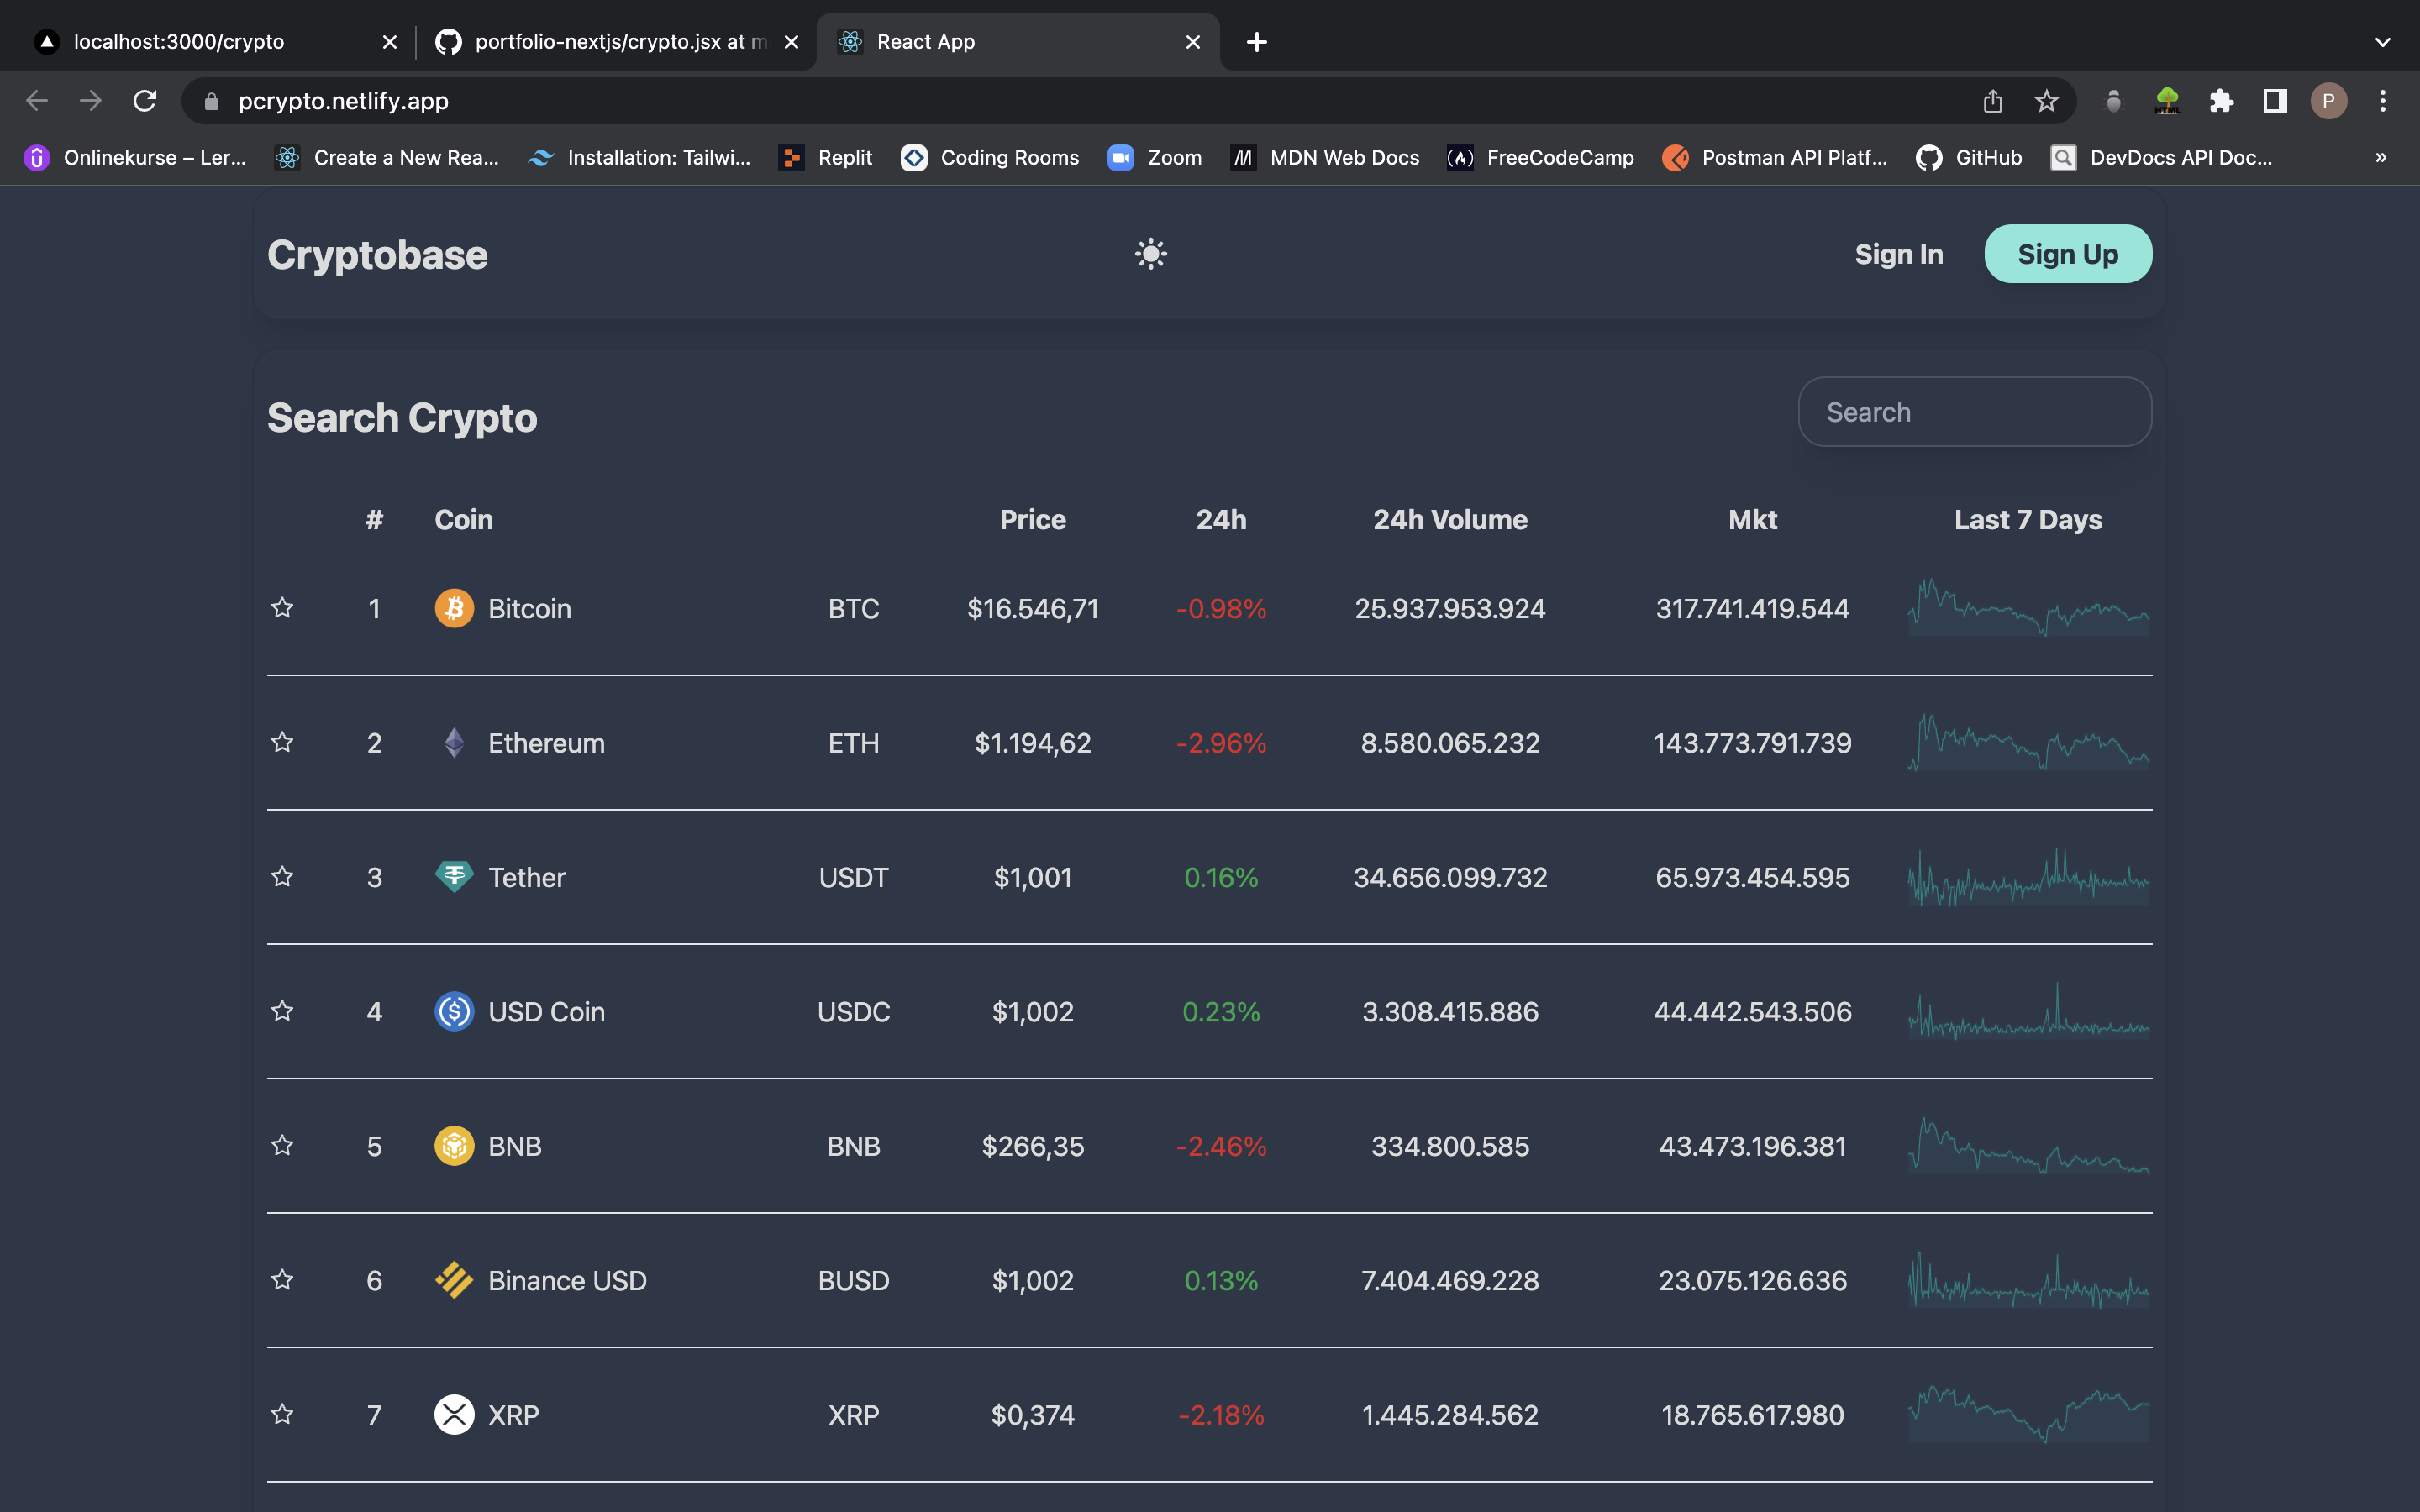 localhost:3000/crypto portfolio-nextjs/crypto.jsx at m React App
pcrypto.netlify.app P
Onlinekurse – Ler... Create a New Rea... Installation: Tailwi... Replit Coding Rooms Zoom MDN Web Docs FreeCodeCamp Postman API Platf... GitHub DevDocs API Doc... »
Cryptobase Sign In Sign Up
Search Crypto Search
# Coin Price 24h 24h Volume Mkt Last 7 Days
1 Bitcoin BTC $16.546,71 -0.98% 25.937.953.924 317.741.419.544
2 Ethereum ETH $1.194,62 -2.96% 8.580.065.232 143.773.791.739
3 Tether USDT $1,001 0.16% 34.656.099.732 65.973.454.595
4 USD Coin USDC $1,002 0.23% 3.308.415.886 44.442.543.506
5 BNB BNB $266,35 -2.46% 334.800.585 43.473.196.381
6 Binance USD BUSD $1,002 0.13% 7.404.469.228 23.075.126.636
7 XRP XRP $0,374 -2.18% 1.445.284.562 18.765.617.980